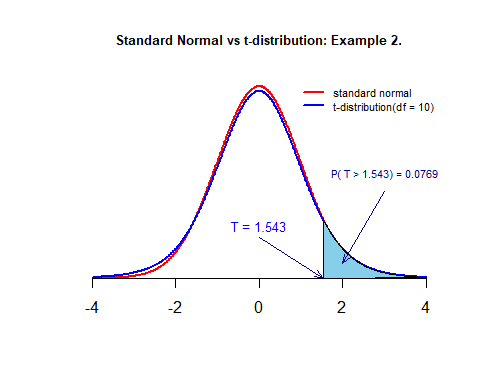 Standard Normal vs t-distribution: Example 2.
standard normal
t-distribution(df = 10)
P( T > 1.543) = 0.0769
T = 1.543
-4 -2 0 2 4